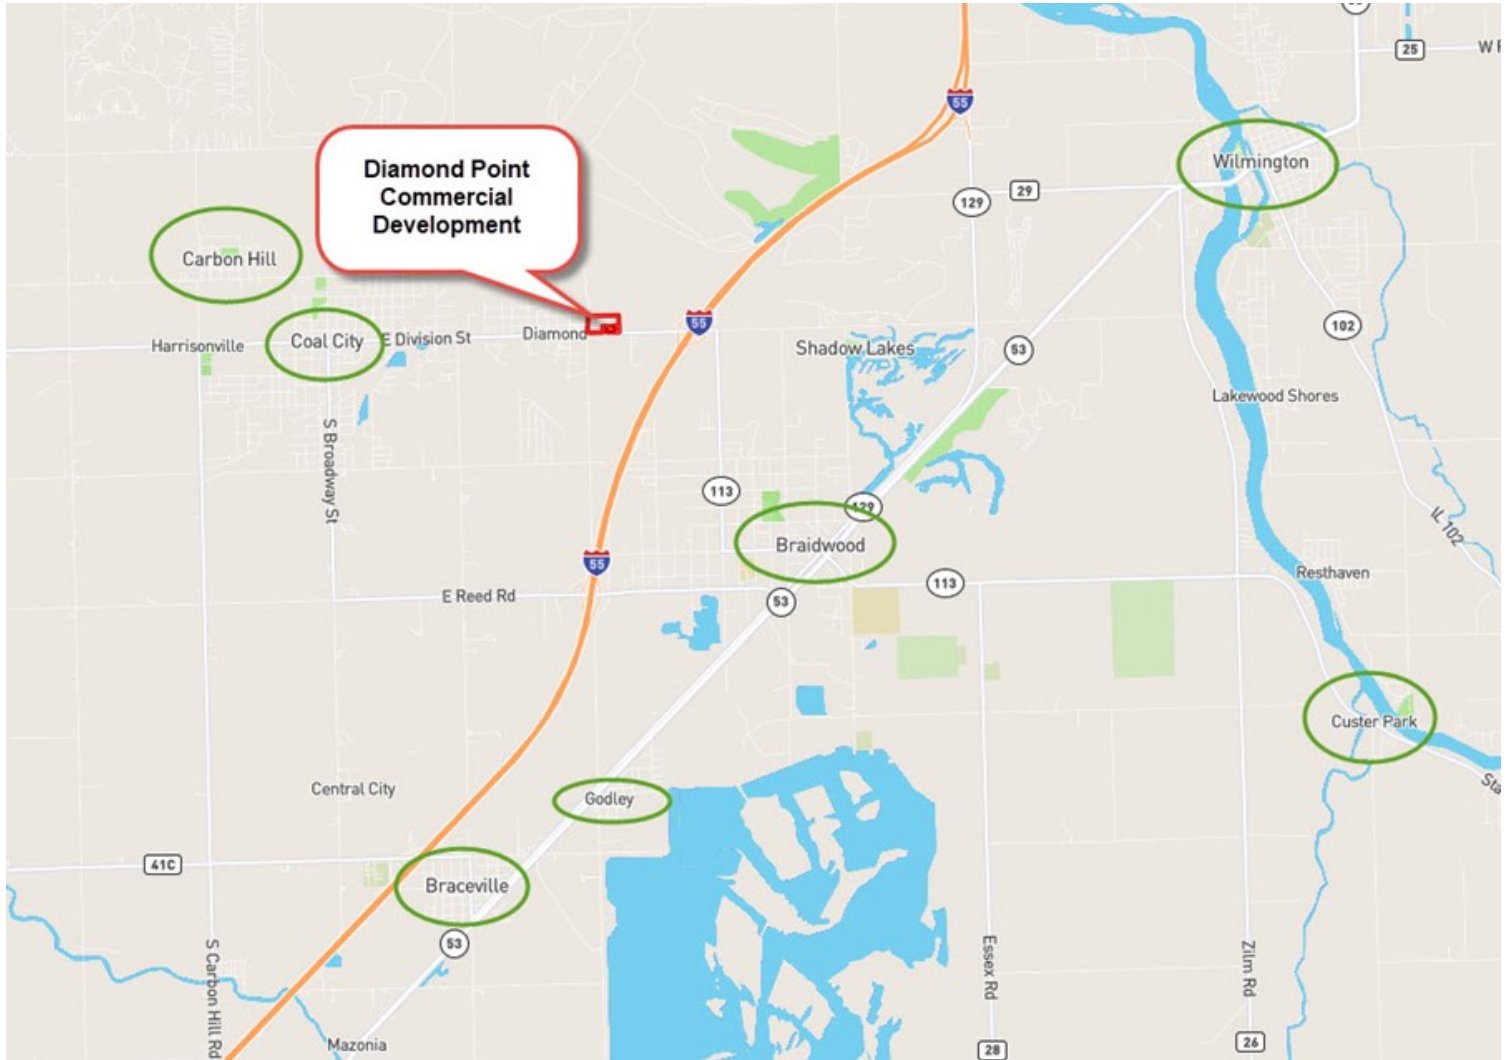 25
W
55
Diamond Point
Commercial
Development
Wilmington
129
29
Carbon Hill
55
102
Harrisonville
Coal City
E Division St
Diamond
Shadow Lakes
53
Lakewood Shores
S Broadway St
113
129
IL 102
Braidwood
55
Resthaven
E Reed Rd
113
53
Custer Park
Central City
Godley
41C
Braceville
53
S Carbon Hill Rd
Essex Rd
Zilm Rd
Mazonia
28
26